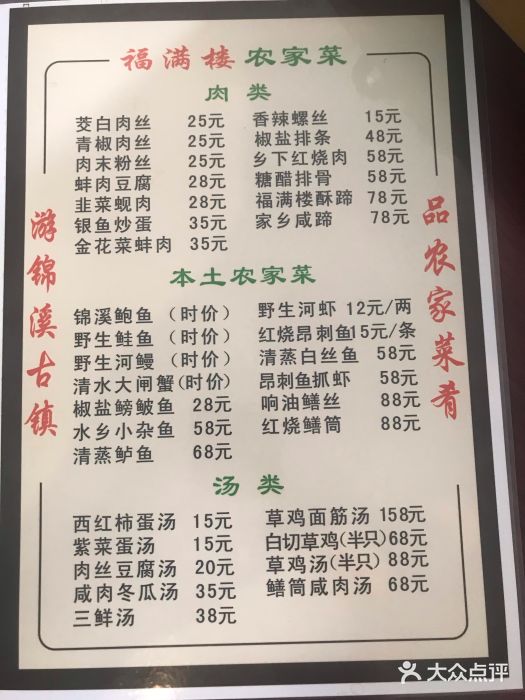 福满楼 农家菜
肉类
茭白肉丝 25元
青椒肉丝 25元
肉末粉丝 25元
蚌肉豆腐 28元
韭菜蚬肉 28元
银鱼炒蛋 35元
金花菜蚌肉 35元
香辣螺丝 15元
椒盐排条 48元
乡下红烧肉 58元
糖醋排骨 58元
福满楼酥蹄 78元
家乡咸蹄 78元
游锦溪古镇
品农家菜肴
本土农家菜
锦溪鲍鱼 (时价)
野生鲑鱼 (时价)
野生河鳗 (时价)
清水大闸蟹(时价)
椒盐鳑鲏鱼 28元
水乡小杂鱼 58元
清蒸鲈鱼 68元
野生河虾 12元/两
红烧昂刺鱼15元/条
清蒸白丝鱼 58元
昂刺鱼抓虾 58元
响油鳝丝 88元
红烧鳝筒 88元
汤类
西红柿蛋汤 15元
紫菜蛋汤 15元
肉丝豆腐汤 20元
咸肉冬瓜汤 35元
三鲜汤 38元
草鸡面筋汤 158元
白切草鸡(半只)68元
草鸡汤(半只) 88元
鳝筒咸肉汤 68元
大众点评